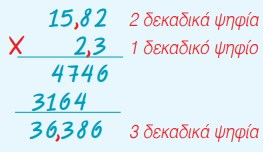 15,82 2 δεκαδικά ψηφία
× 2,3 1 δεκαδικό ψηφίο
4746
3164
36,386 3 δεκαδικά ψηφία